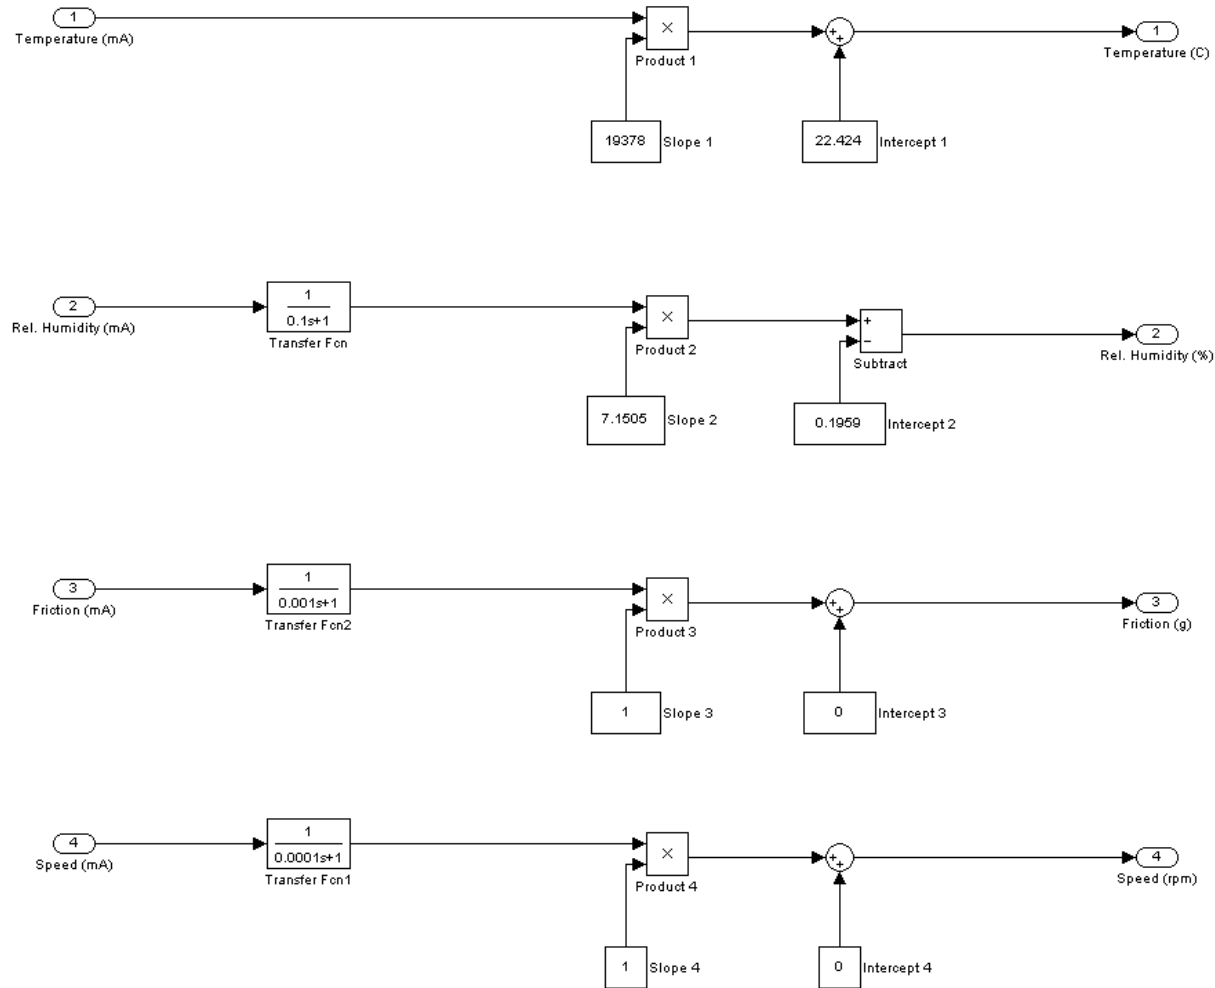 1
Temperature (mA)
×
Product 1
1
Temperature (C)
19378
Slope 1
22.424
Intercept 1
2
Rel. Humidity (mA)
1
0.1s+1
Transfer Fcn
×
Product 2
Subtract
2
Rel. Humidity (%)
7.1505
Slope 2
0.1959
Intercept 2
3
Friction (mA)
1
0.001s+1
Transfer Fcn2
×
Product 3
3
Friction (g)
1
Slope 3
0
Intercept 3
4
Speed (mA)
1
0.0001s+1
Transfer Fcn1
×
Product 4
4
Speed (rpm)
1
Slope 4
0
Intercept 4